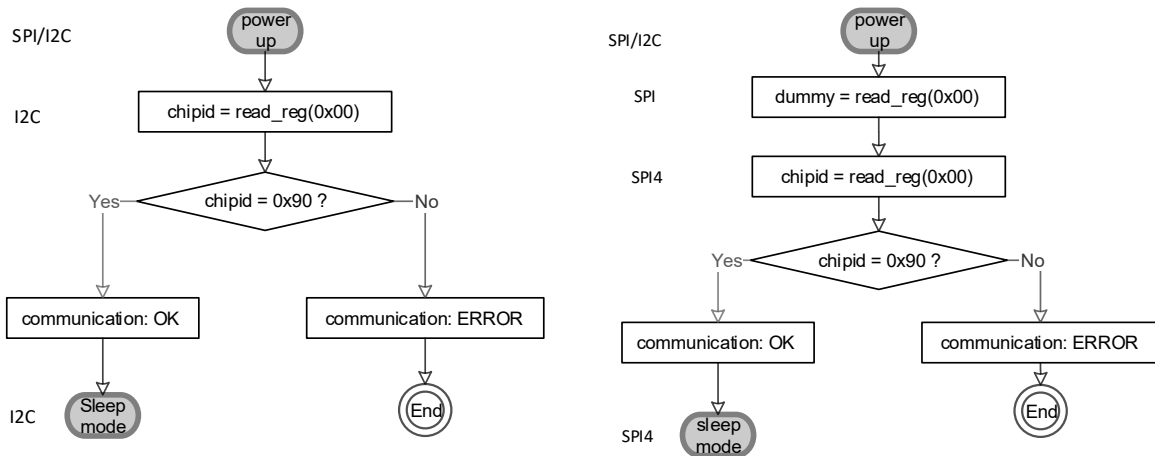 SPI/I2C
power
up
I2C
chipid = read_reg(0x00)
chipid = 0x90 ?
Yes
No
communication: OK
communication: ERROR
I2C
Sleep
mode
End
SPI/I2C
power
up
SPI
dummy = read_reg(0x00)
SPI4
chipid = read_reg(0x00)
chipid = 0x90 ?
Yes
No
communication: OK
communication: ERROR
SPI4
sleep
mode
End